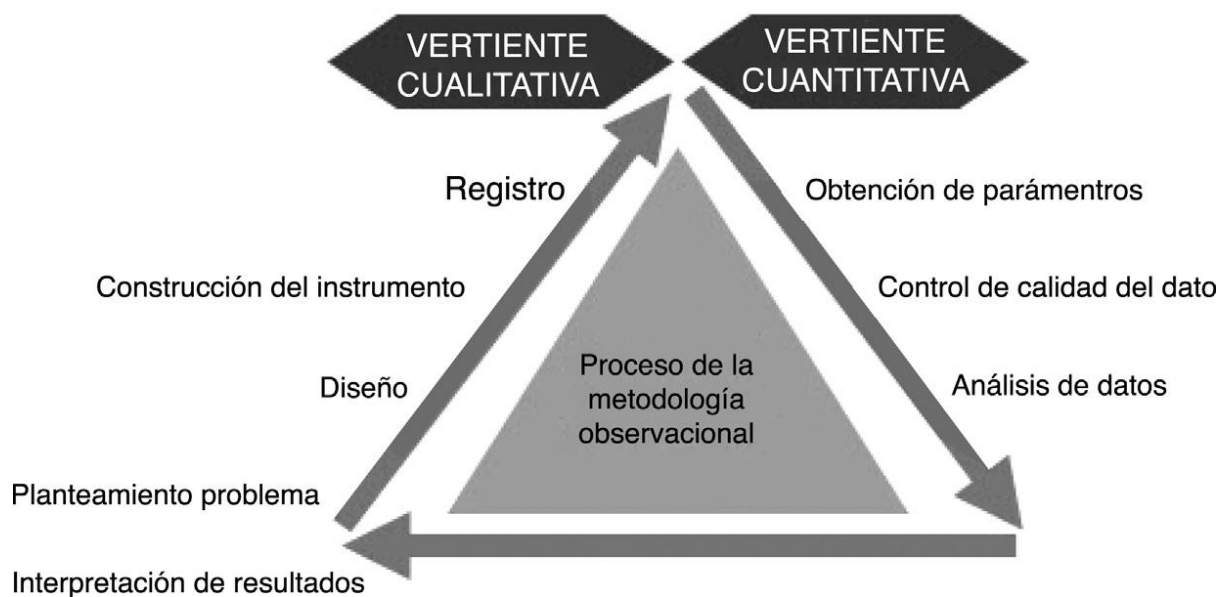 VERTIENTE
CUALITATIVA
VERTIENTE
CUANTITATIVA
Registro
Obtención de parámentros
Construcción del instrumento
Control de calidad del dato
Diseño
Proceso de la
metodología
observacional
Análisis de datos
Planteamiento problema
Interpretación de resultados